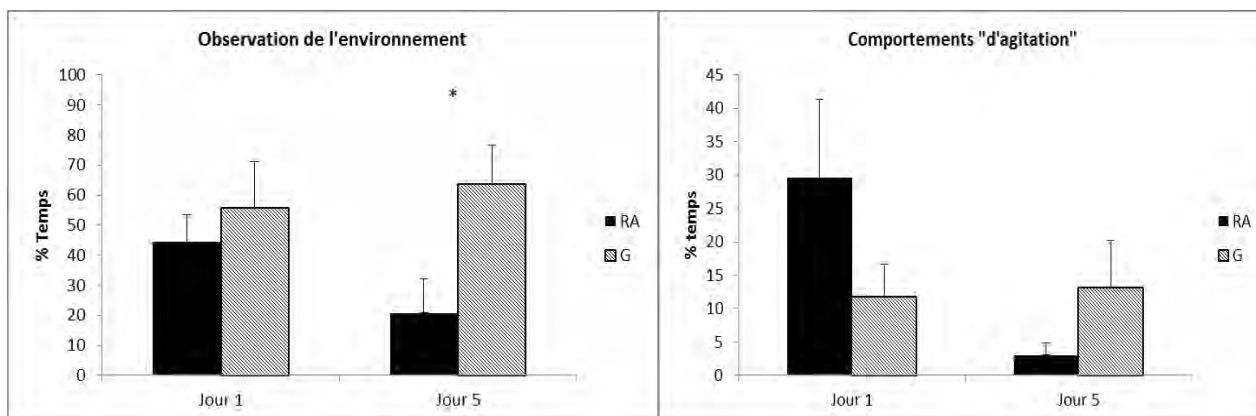 Observation de l'environnement
% Temps
100
90
80
70
60
50
40
30
20
10
0
*
RA
G
Jour 1
Jour 5
Comportements "d'agitation"
% temps
45
40
35
30
25
20
15
10
5
0
RA
G
Jour 1
Jour 5